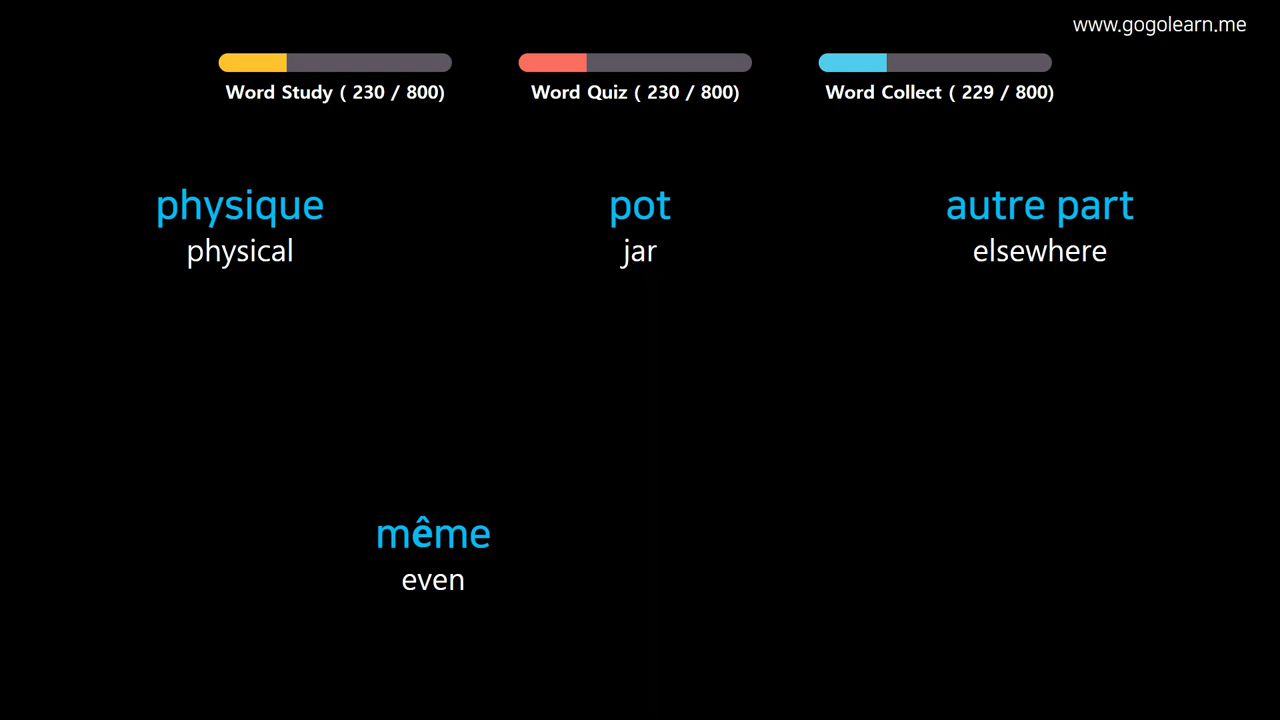 www.gogolearn.me
Word Study ( 230 / 800)
Word Quiz ( 230 / 800)
Word Collect ( 229 / 800)
physique
physical
pot
jar
autre part
elsewhere
même
even